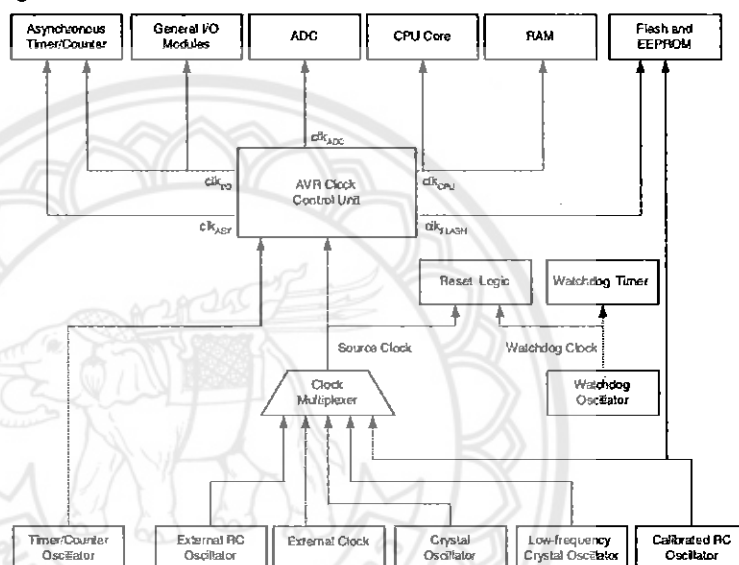 Asynchronous
Timer/Counter
General I/O
Modules
ADC
CPU Core
RAM
Flash and
EEPROM
clkADC
clkI/O
AVR Clock
Control Unit
clkCPU
clkASY
clkFLASH
Reset Logic
Watchdog Timer
Source Clock
Watchdog Clock
Clock
Multiplexer
Watchdog
Oscillator
Timer/Counter
Oscillator
External RC
Oscillator
External Clock
Crystal
Oscillator
Low-frequency
Crystal Oscillator
Calibrated RC
Oscillator